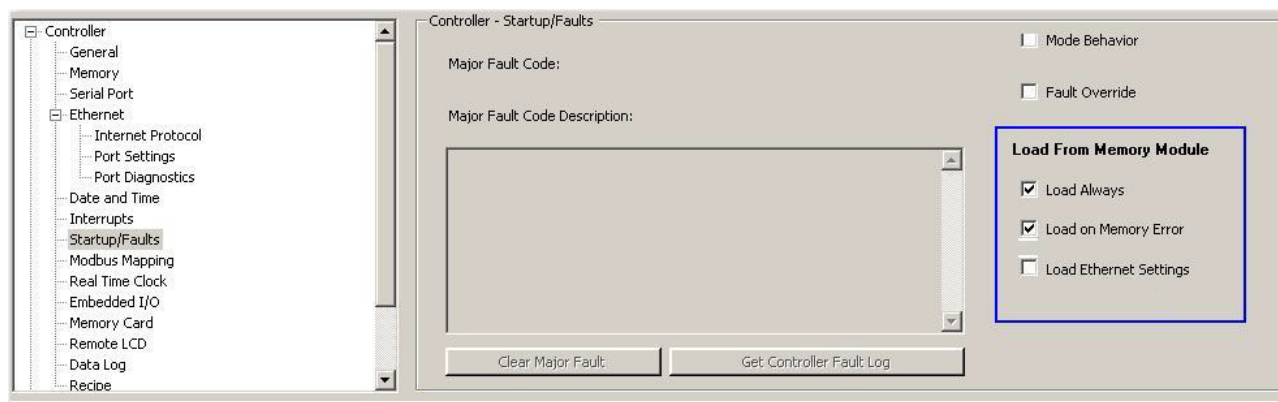 Controller
General
Memory
Serial Port
Ethernet
Internet Protocol
Port Settings
Port Diagnostics
Date and Time
Interrupts
Startup/Faults
Modbus Mapping
Real Time Clock
Embedded I/O
Memory Card
Remote LCD
Data Log
Recipe
Controller - Startup/Faults
Major Fault Code:
Major Fault Code Description:
Clear Major Fault
Get Controller Fault Log
Mode Behavior
Fault Override
Load From Memory Module
Load Always
Load on Memory Error
Load Ethernet Settings